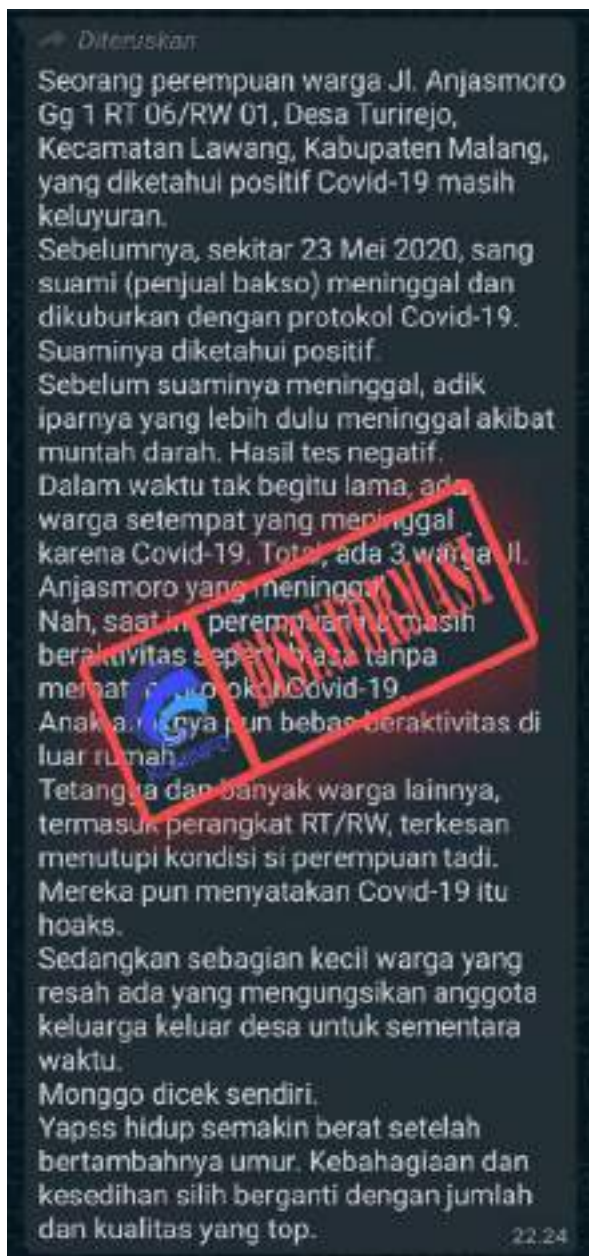 Diteruskan
Seorang perempuan warga Jl. Anjasmoro
Gg 1 RT 06/RW 01, Desa Turirejo,
Kecamatan Lawang, Kabupaten Malang,
yang diketahui positif Covid-19 masih
keluyuran.
Sebelumnya, sekitar 23 Mei 2020, sang
suami (penjual bakso) meninggal dan
dikuburkan dengan protokol Covid-19.
Suaminya diketahui positif.
Sebelum suaminya meninggal, adik
iparnya yang lebih dulu meninggal akibat
muntah darah. Hasil tes negatif.
Dalam waktu tak begitu lama, ada
warga setempat yang meninggal
karena Covid-19. Total, ada 3 warga Jl.
Anjasmoro yang meninggal
Nah, saat perempuan masih
beraktivitas seperti biasa tanpa
Covid-19.
pun bebas beraktivitas di
luar rumah.
Tetangga dan banyak warga lainnya,
termasuk perangkat RT/RW, terkesan
menutupi kondisi si perempuan tadi.
Mereka pun menyatakan Covid-19 itu
hoaks.
Sedangkan sebagian kecil warga yang
resah ada yang mengungsikan anggota
keluarga keluar desa untuk sementara
waktu.
Monggo dicek sendiri.
Yapss hidup semakin berat setelah
bertambahnya umur. Kebahagiaan dan
kesedihan silih berganti dengan jumlah
dan kualitas yang top.
22.24
DISINFORMASI